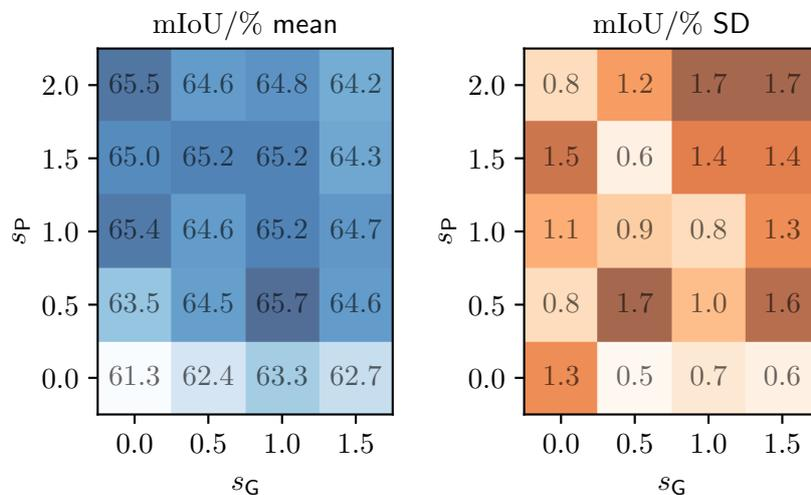 mIoU/% mean
2.0 65.5 64.6 64.8 64.2
1.5 65.0 65.2 65.2 64.3
1.0 65.4 64.6 65.2 64.7
0.5 63.5 64.5 65.7 64.6
0.0 61.3 62.4 63.3 62.7
0.0 0.5 1.0 1.5
sP
sG
mIoU/% SD
2.0 0.8 1.2 1.7 1.7
1.5 1.5 0.6 1.4 1.4
1.0 1.1 0.9 0.8 1.3
0.5 0.8 1.7 1.0 1.6
0.0 1.3 0.5 0.7 0.6
0.0 0.5 1.0 1.5
sP
sG